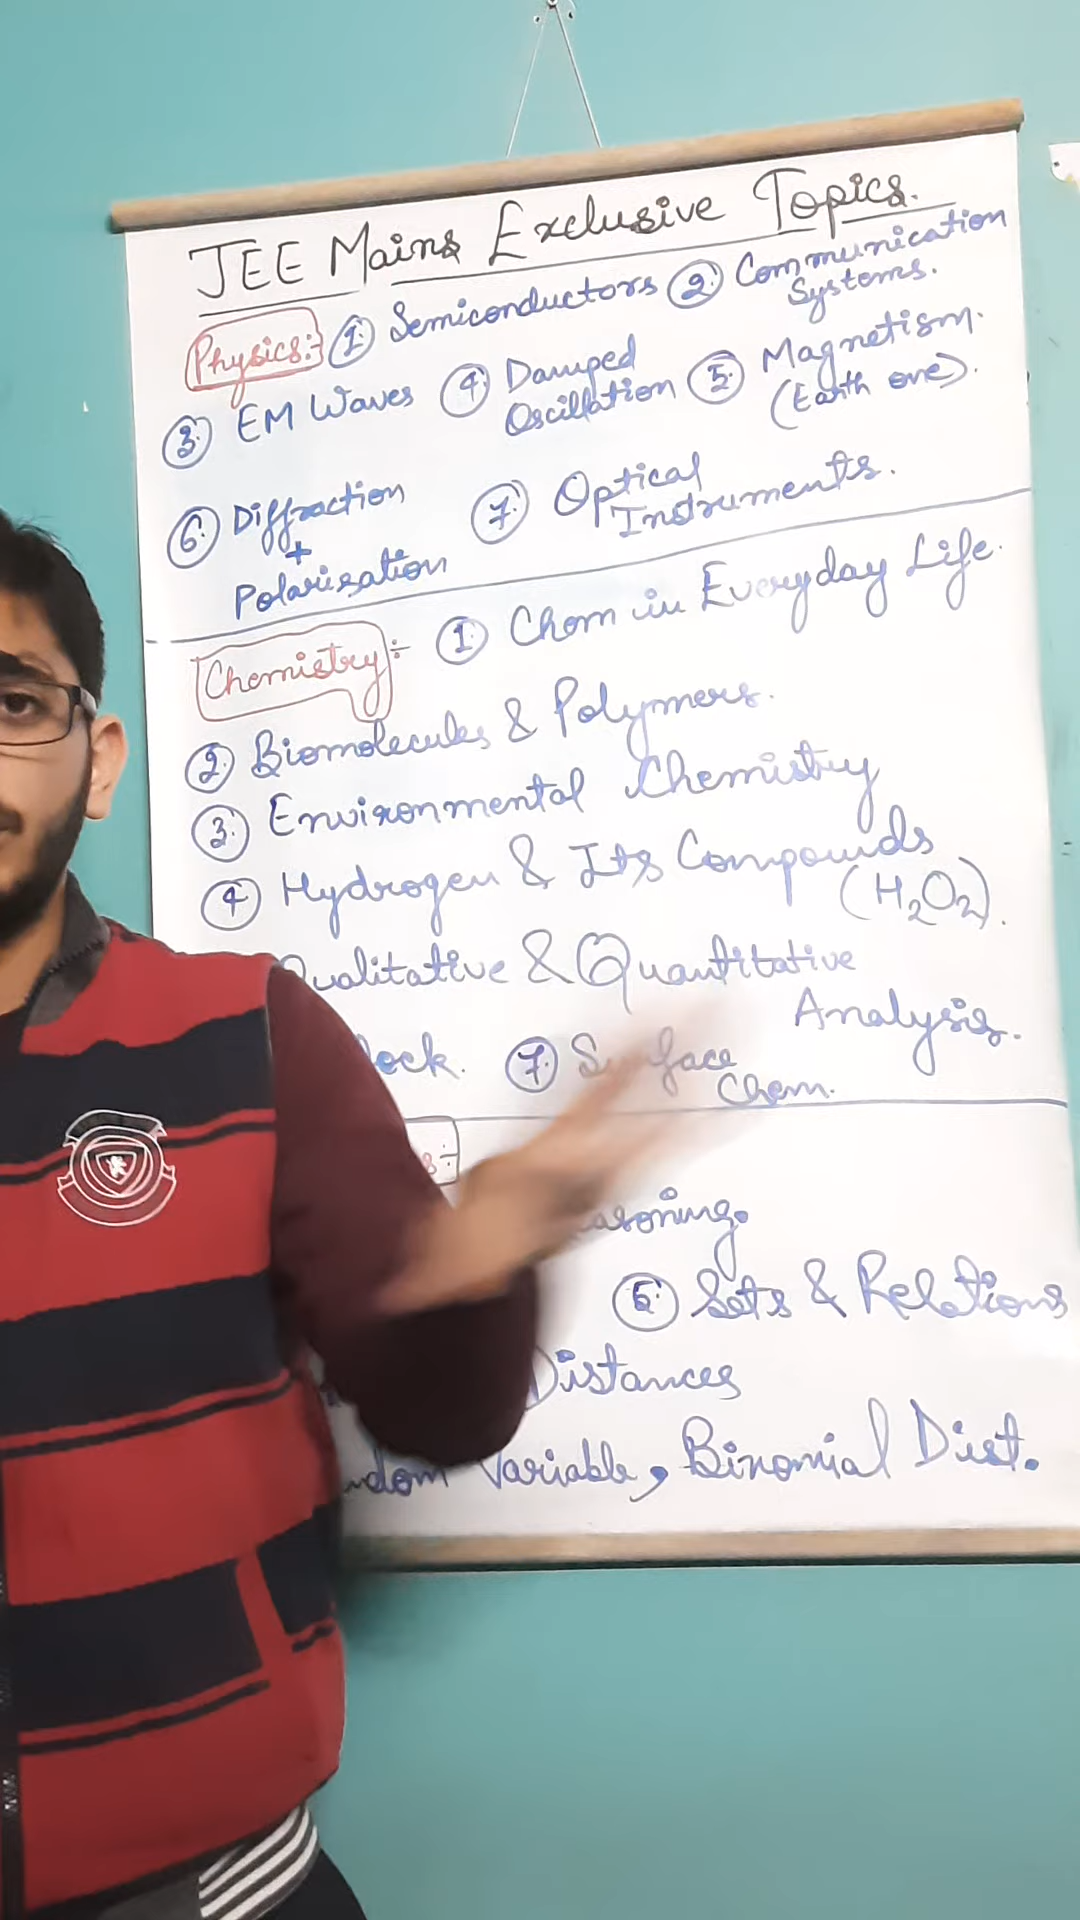 JEE Mains Exclusive Topics.
Physics:- ① Semiconductors ② Communication Systems.
③ EM Waves ④ Damped Oscillation ⑤ Magnetism. (Earth one).
⑥ Diffraction + Polarisation ⑦ Optical Instruments.
Chemistry ÷ ① Chem in Everyday Life.
② Biomolecules & Polymers.
③ Environmental Chemistry
④ Hydrogen & Its Compounds (H₂O₂).
Qualitative & Quantitative Analysis.
lock. ⑦ Surface Chem.
s ÷
asoning.
⑤ Sets & Relations
Distances
ndom Variable, Binomial Dist.